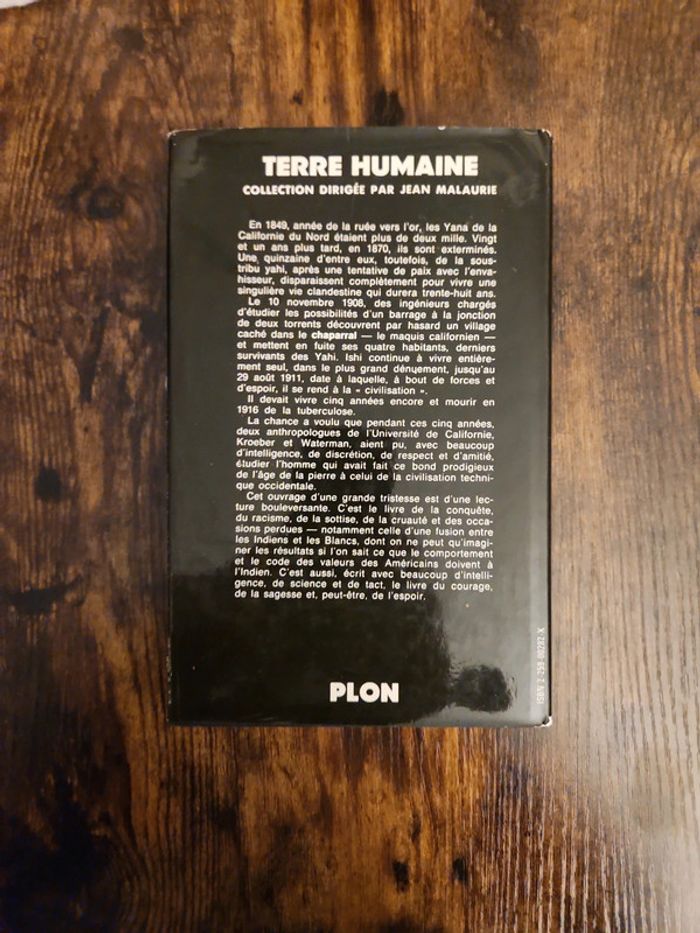 TERRE HUMAINE
COLLECTION DIRIGÉE PAR JEAN MALAURIE
En 1849, année de la ruée vers l'or, les Yana de la
Californie du Nord étaient plus de deux mille. Vingt
et un ans plus tard, en 1870, ils sont exterminés.
Une quinzaine d'entre eux, toutefois, de la sous-
tribu yahi, après une tentative de paix avec l'enva-
hisseur, disparaissent complètement pour vivre une
singulière vie clandestine qui durera trente-huit ans.
Le 10 novembre 1908, des ingénieurs chargés
d'étudier les possibilités d'un barrage à la jonction
de deux torrents découvrent par hasard un village
caché dans le chaparral — le maquis californien —
et mettent en fuite ses quatre habitants, derniers
survivants des Yahi. Ishi continue à vivre entière-
ment seul, dans le plus grand dénuement, jusqu'au
29 août 1911, date à laquelle, à bout de forces et
d'espoir, il se rend à la « civilisation ».
Il devait vivre cinq années encore et mourir en
1916 de la tuberculose.
La chance a voulu que pendant ces cinq années,
deux anthropologues de l'Université de Californie,
Kroeber et Waterman, aient pu, avec beaucoup
d'intelligence, de discrétion, de respect et d'amitié,
étudier l'homme qui avait fait ce bond prodigieux
de l'âge de la pierre à celui de la civilisation techni-
que occidentale.
Cet ouvrage d'une grande tristesse est d'une lec-
ture bouleversante. C'est le livre de la conquête,
du racisme, de la sottise, de la cruauté et des occa-
sions perdues — notamment celle d'une fusion entre
les Indiens et les Blancs, dont on ne peut qu'imagi-
ner les résultats si l'on sait ce que le comportement
et le code des valeurs des Américains doivent à
l'Indien. C'est aussi, écrit avec beaucoup d'intelli-
gence, de science et de tact, le livre du courage,
de la sagesse et, peut-être, de l'espoir.
PLON
ISBN 2-259-00282-X